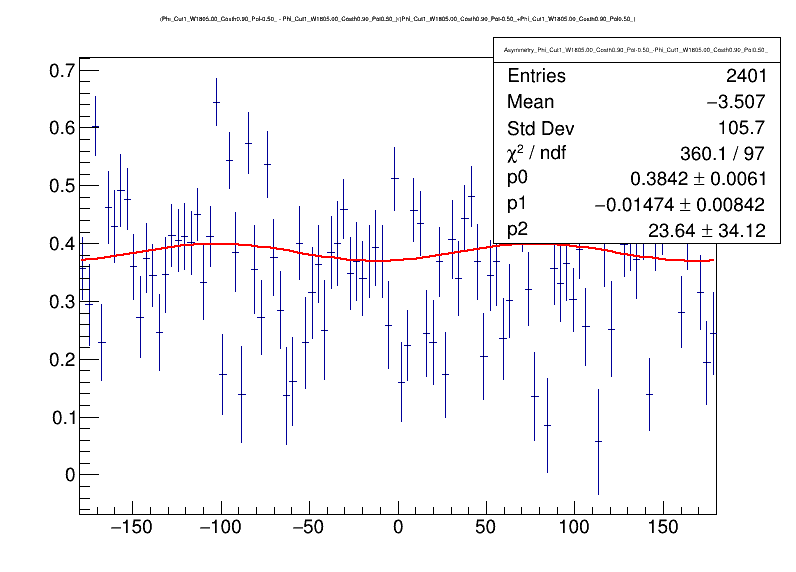 (Phi_Cut1_W1805.00_Costh0.90_Pol-0.50_ - Phi_Cut1_W1805.00_Costh0.90_Pol0.50_)/(Phi_Cut1_W1805.00_Costh0.90_Pol-0.50_+Phi_Cut1_W1805.00_Costh0.90_Pol0.50_)
Asymmetry_Phi_Cut1_W1805.00_Costh0.90_Pol-0.50_-Phi_Cut1_W1805.00_Costh0.90_Pol0.50_
Entries 2401
Mean −3.507
Std Dev 105.7
χ² / ndf 360.1 / 97
p0 0.3842 ± 0.0061
p1 −0.01474 ± 0.00842
p2 23.64 ± 34.12
0.7
0.6
0.5
0.4
0.3
0.2
0.1
0
−150 −100 −50 0 50 100 150